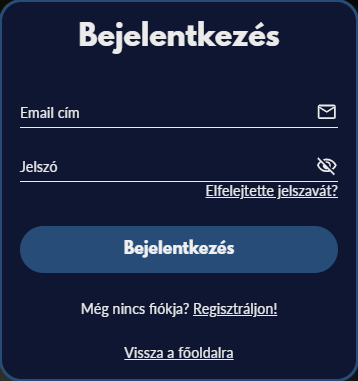 Bejelentkezés
Email cím
Jelszó
Elfelejtette jelszavát?
Bejelentkezés
Még nincs fiókja? Regisztráljon!
Vissza a főoldalra